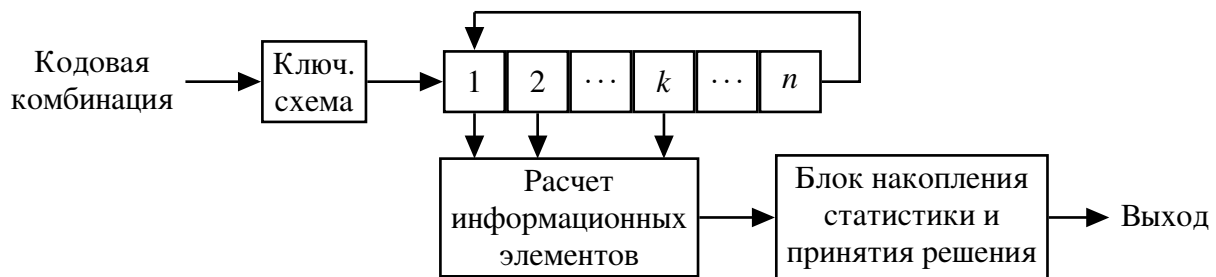 Кодовая
комбинация
Ключ.
схема
1 2 ... k ... n
Расчет
информационных
элементов
Блок накопления
статистики и
принятия решения
Выход